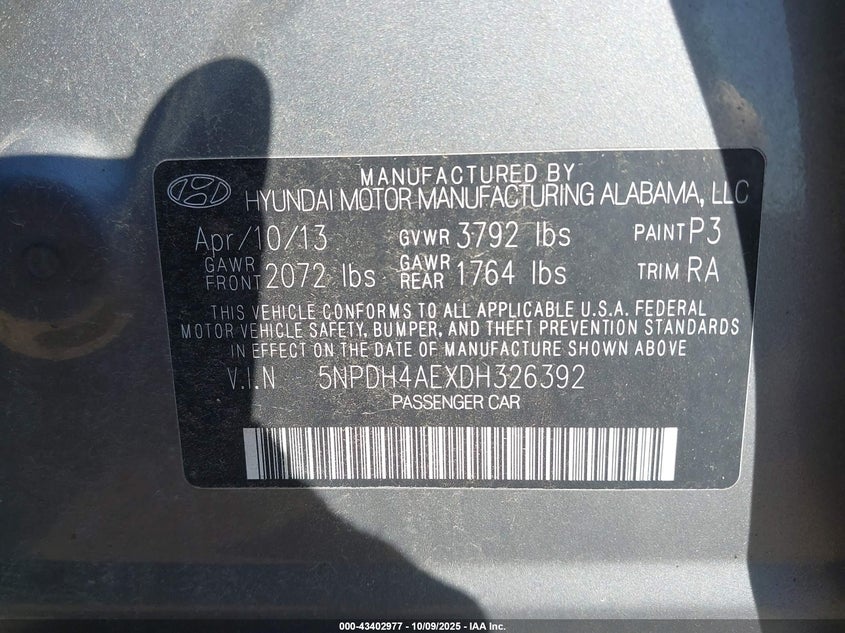 MANUFACTURED BY
HYUNDAI MOTOR MANUFACTURING ALABAMA, LLC
Apr/10/13 GVWR 3792 lbs PAINT P3
GAWR FRONT 2072 lbs GAWR REAR 1764 lbs TRIM RA
THIS VEHICLE CONFORMS TO ALL APPLICABLE U.S.A. FEDERAL
MOTOR VEHICLE SAFETY, BUMPER, AND THEFT PREVENTION STANDARDS
IN EFFECT ON THE DATE OF MANUFACTURE SHOWN ABOVE
V.I.N 5NPDH4AEXDH326392
PASSENGER CAR
000-43402977 - 10/09/2025 - IAA Inc.